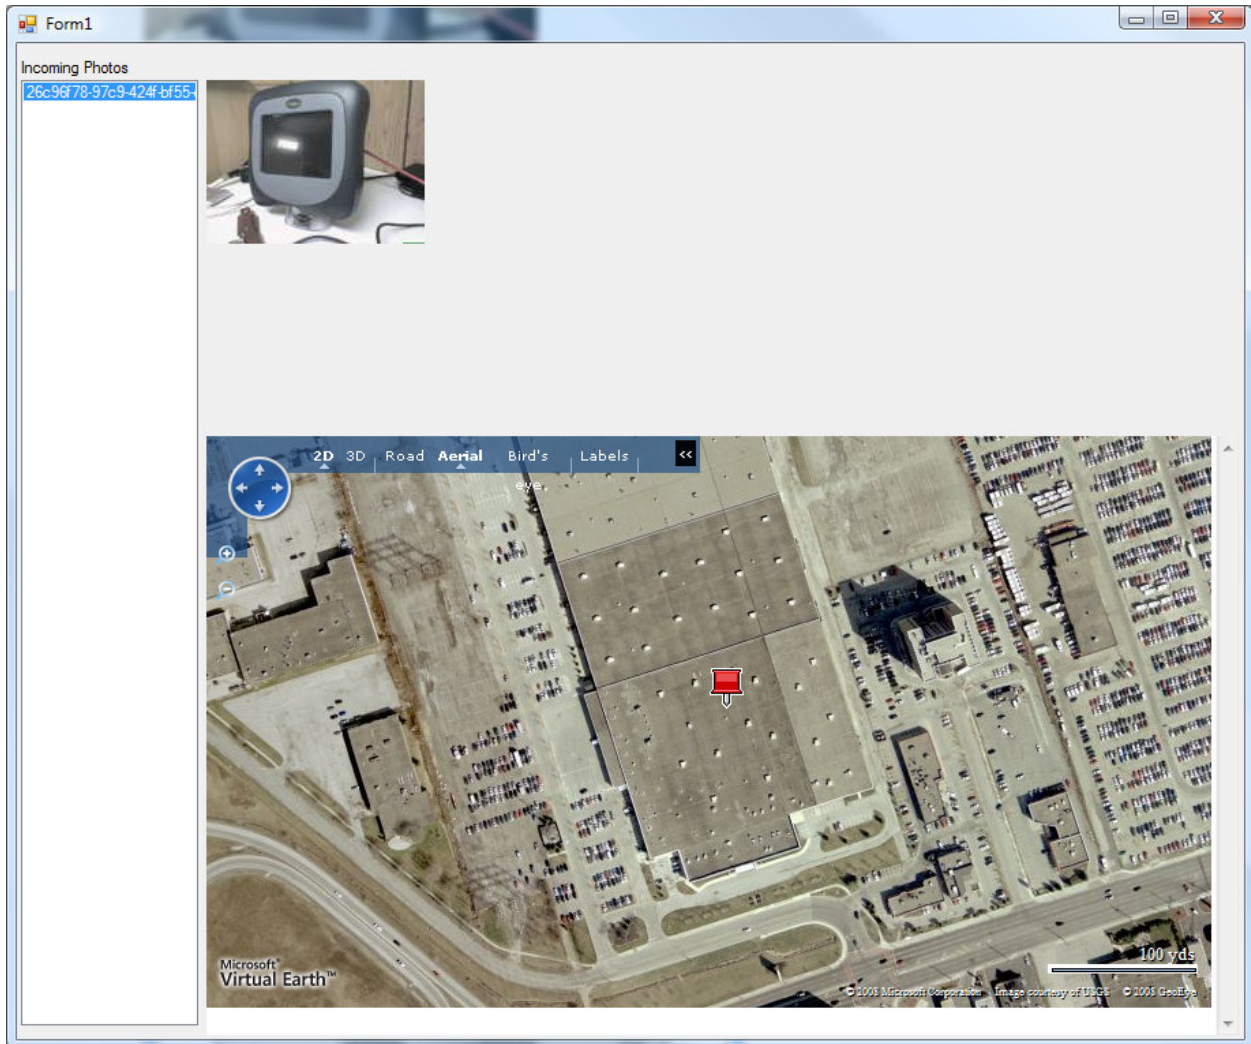 Form1
Incoming Photos
26c96f78-97c9-424f-bf55-
2D 3D Road Aerial Bird's eye Labels <<
Microsoft®
Virtual Earth™
100 yds
© 2008 Microsoft Corporation Image courtesy of USGS © 2008 GeoEye